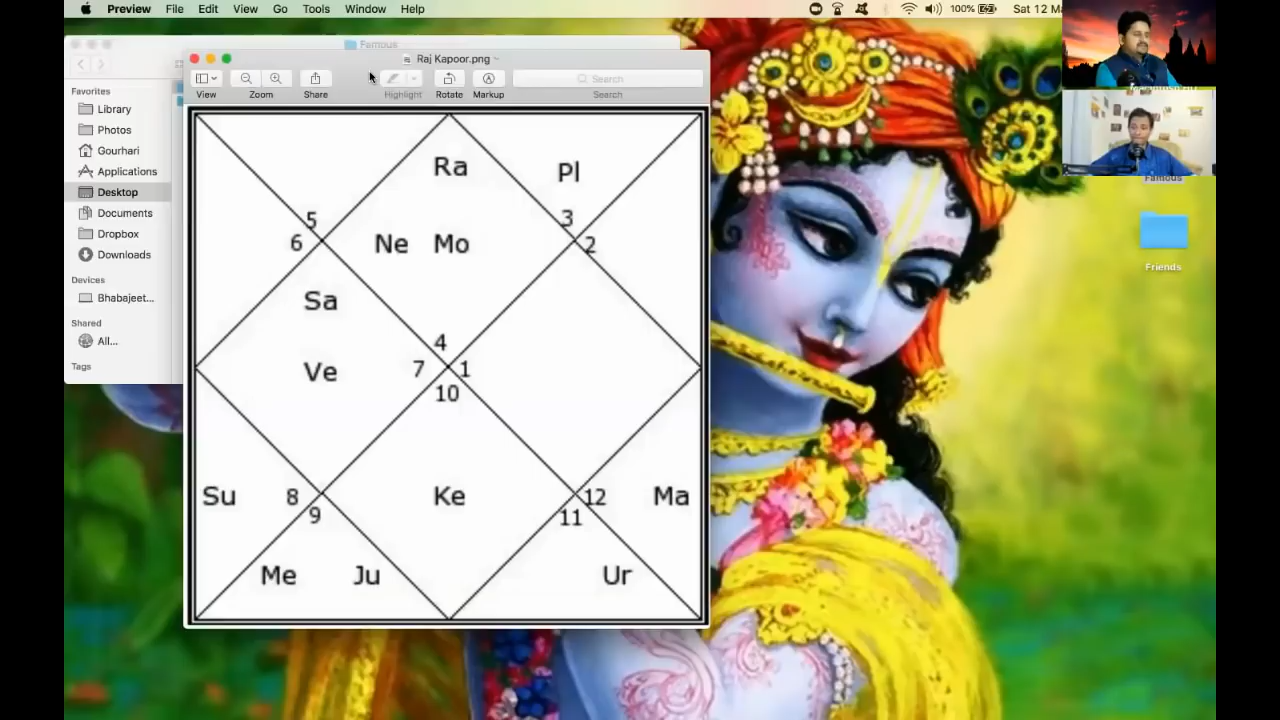 Preview File Edit View Go Tools Window Help 100% Sat 12
Famous
Raj Kapoor.png
Search
View Zoom Share Highlight Rotate Markup Search
Favorites
Library
Photos
Gourhari
Applications
Desktop
Documents
Dropbox
Downloads
Devices
Bhabajeet...
Shared
All...
Tags
Ra Pl
5 3
6 Ne Mo 2
Sa
4
Ve 7 1
10
Su 8 Ke 12 Ma
9 11
Me Ju Ur
Famous
Friends